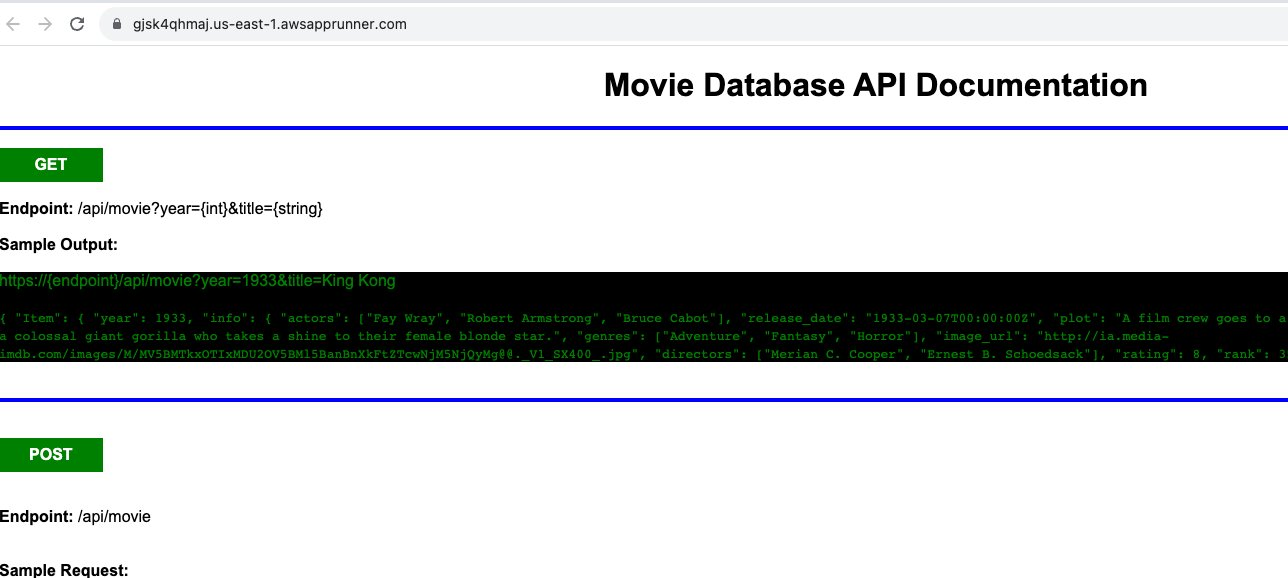 gjsk4qhmaj.us-east-1.awsapprunner.com
Movie Database API Documentation
GET
Endpoint: /api/movie?year={int}&title={string}
Sample Output:
https://{endpoint}/api/movie?year=1933&title=King Kong
{ "Item": { "year": 1933, "info": { "actors": ["Fay Wray", "Robert Armstrong", "Bruce Cabot"], "release_date": "1933-03-07T00:00:00Z", "plot": "A film crew goes to a
a colossal giant gorilla who takes a shine to their female blonde star.", "genres": ["Adventure", "Fantasy", "Horror"], "image_url": "http://ia.media-
imdb.com/images/M/MV5BMTkxOTIxMDU2OV5BMl5BanBnXkFtZTcwNjM5NjQyMg@@._V1_SX400_.jpg", "directors": ["Merian C. Cooper", "Ernest B. Schoedsack"], "rating": 8, "rank": 3
POST
Endpoint: /api/movie
Sample Request: